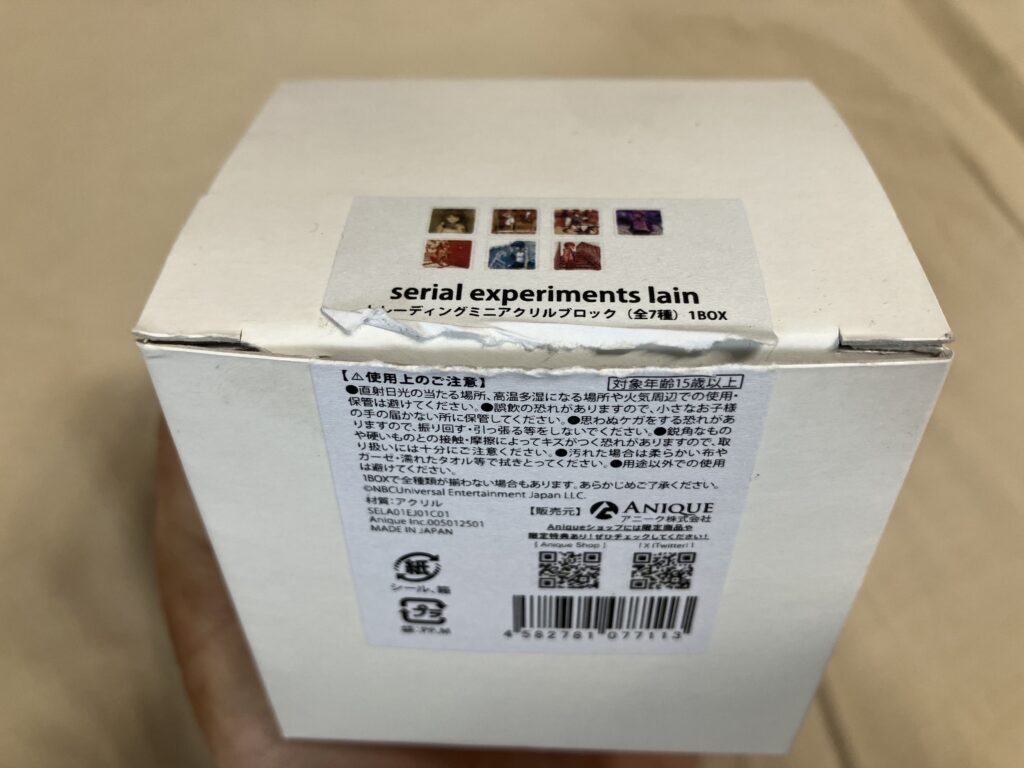 serial experiments lain
トレーディングミニアクリルブロック（全7種）1BOX
【⚠使用上のご注意】
対象年齢15歳以上
●直射日光の当たる場所、高温多湿になる場所や火気周辺での使用・
保管は避けてください。●誤飲の恐れがありますので、小さなお子様
の手の届かない所に保管してください。●思わぬケガをする恐れがあ
りますので、振り回す・引っ張る等をしないでください。●鋭角なもの
や硬いものとの接触・摩擦によってキズがつく恐れがありますので、取
り扱いには十分にご注意ください。●汚れた場合は柔らかい布や
ガーゼ・濡れたタオル等で拭きとってください。●用途以外での使用
は避けてください。
1BOXで全種類が揃わない場合もあります。あらかじめご了承ください。
©NBCUniversal Entertainment Japan LLC.
材質：アクリル
SELA01EJ01C01
Anique Inc.005012501
MADE IN JAPAN
【販売元】 ANIQUE
アニーク株式会社
Aniqueショップには限定商品や
限定特典あり！ぜひチェックしてください！
[ Anique Shop ] [ X (Twitter) ]
紙
シール、箱
プラ
袋:PP,M
4 582781 077113